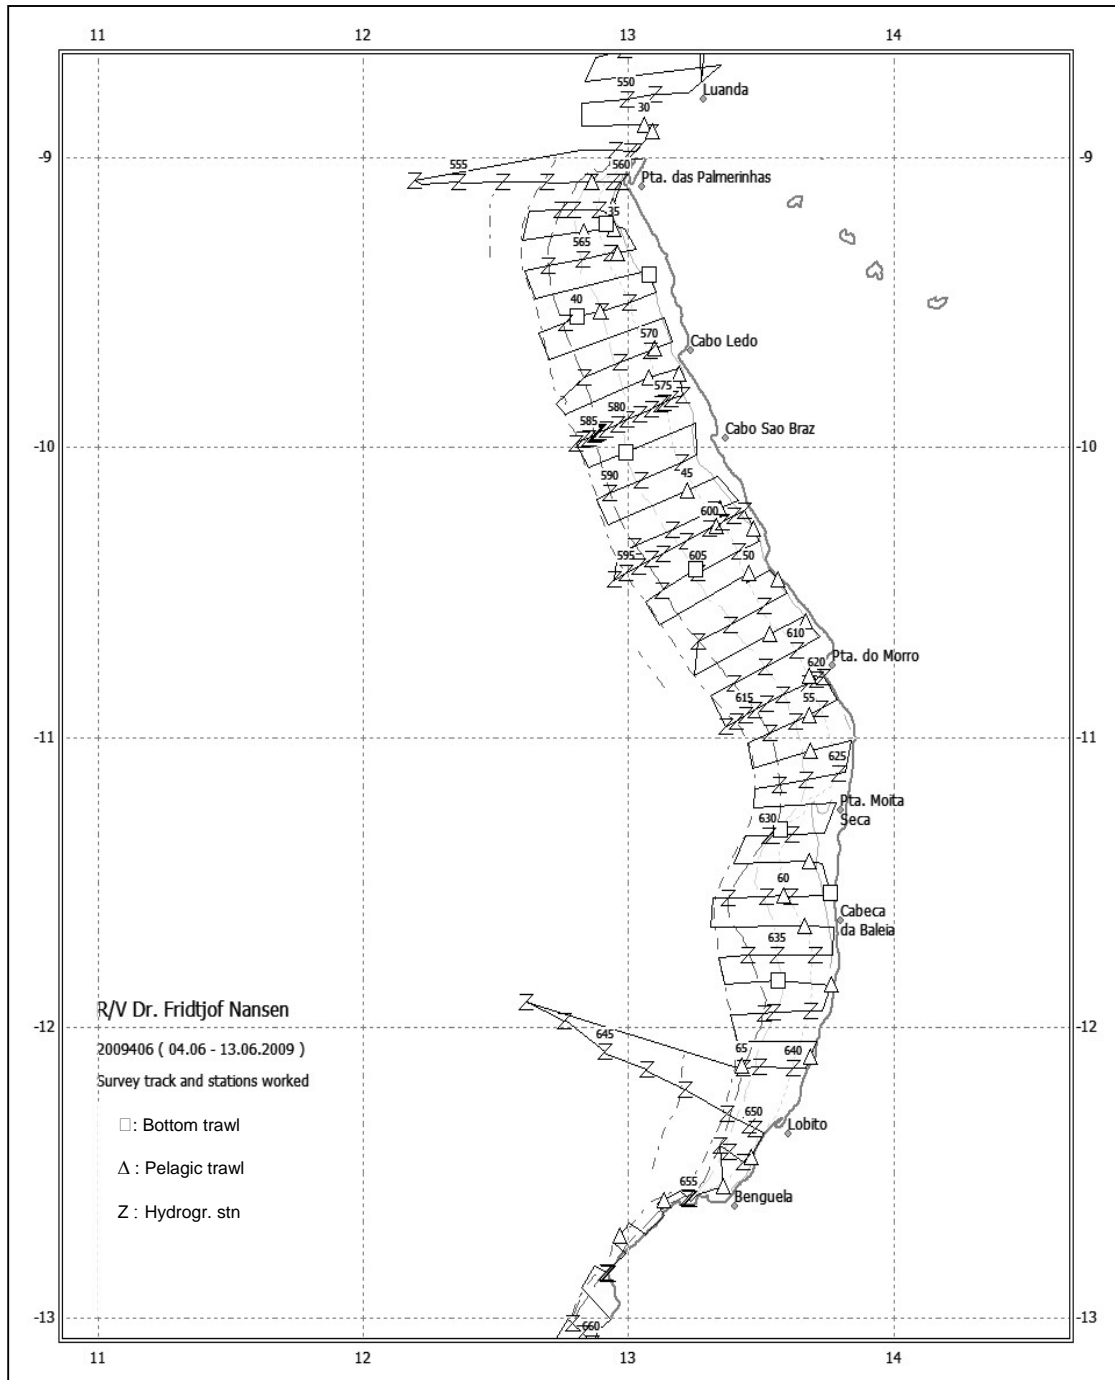 11 12 13 14
550
Luanda
30
-9 -9
555 560
Pta. das Palmerinhas
35
565
40
570
Cabo Ledo
575
580
585
Cabo Sao Braz
-10 -10
590 45
600
595 605 50
610
Pta. do Morro
620
615 55
-11 -11
625
Pta. Moita
Seca
630
60
Cabeca
da Baleia
635
R/V Dr. Fridtjof Nansen
-12 -12
645
2009406 ( 04.06 - 13.06.2009 )
65 640
Survey track and stations worked
650
□: Bottom trawl
Lobito
Δ : Pelagic trawl
655
Benguela
Z : Hydrogr. stn
-13 -13
660
11 12 13 14